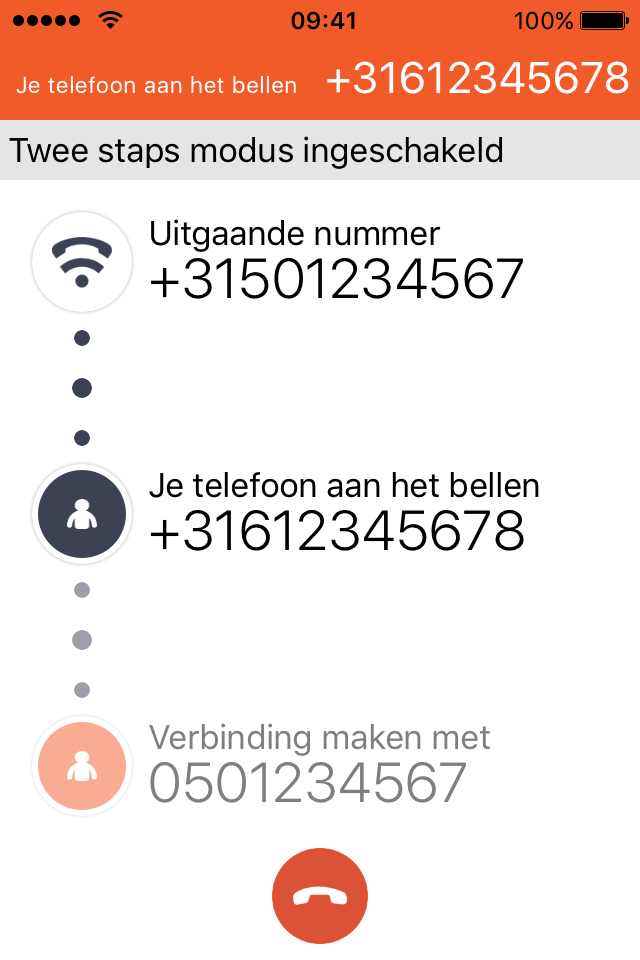 09:41
100%
Je telefoon aan het bellen +31612345678
Twee staps modus ingeschakeld
Uitgaande nummer
+31501234567
Je telefoon aan het bellen
+31612345678
Verbinding maken met
0501234567